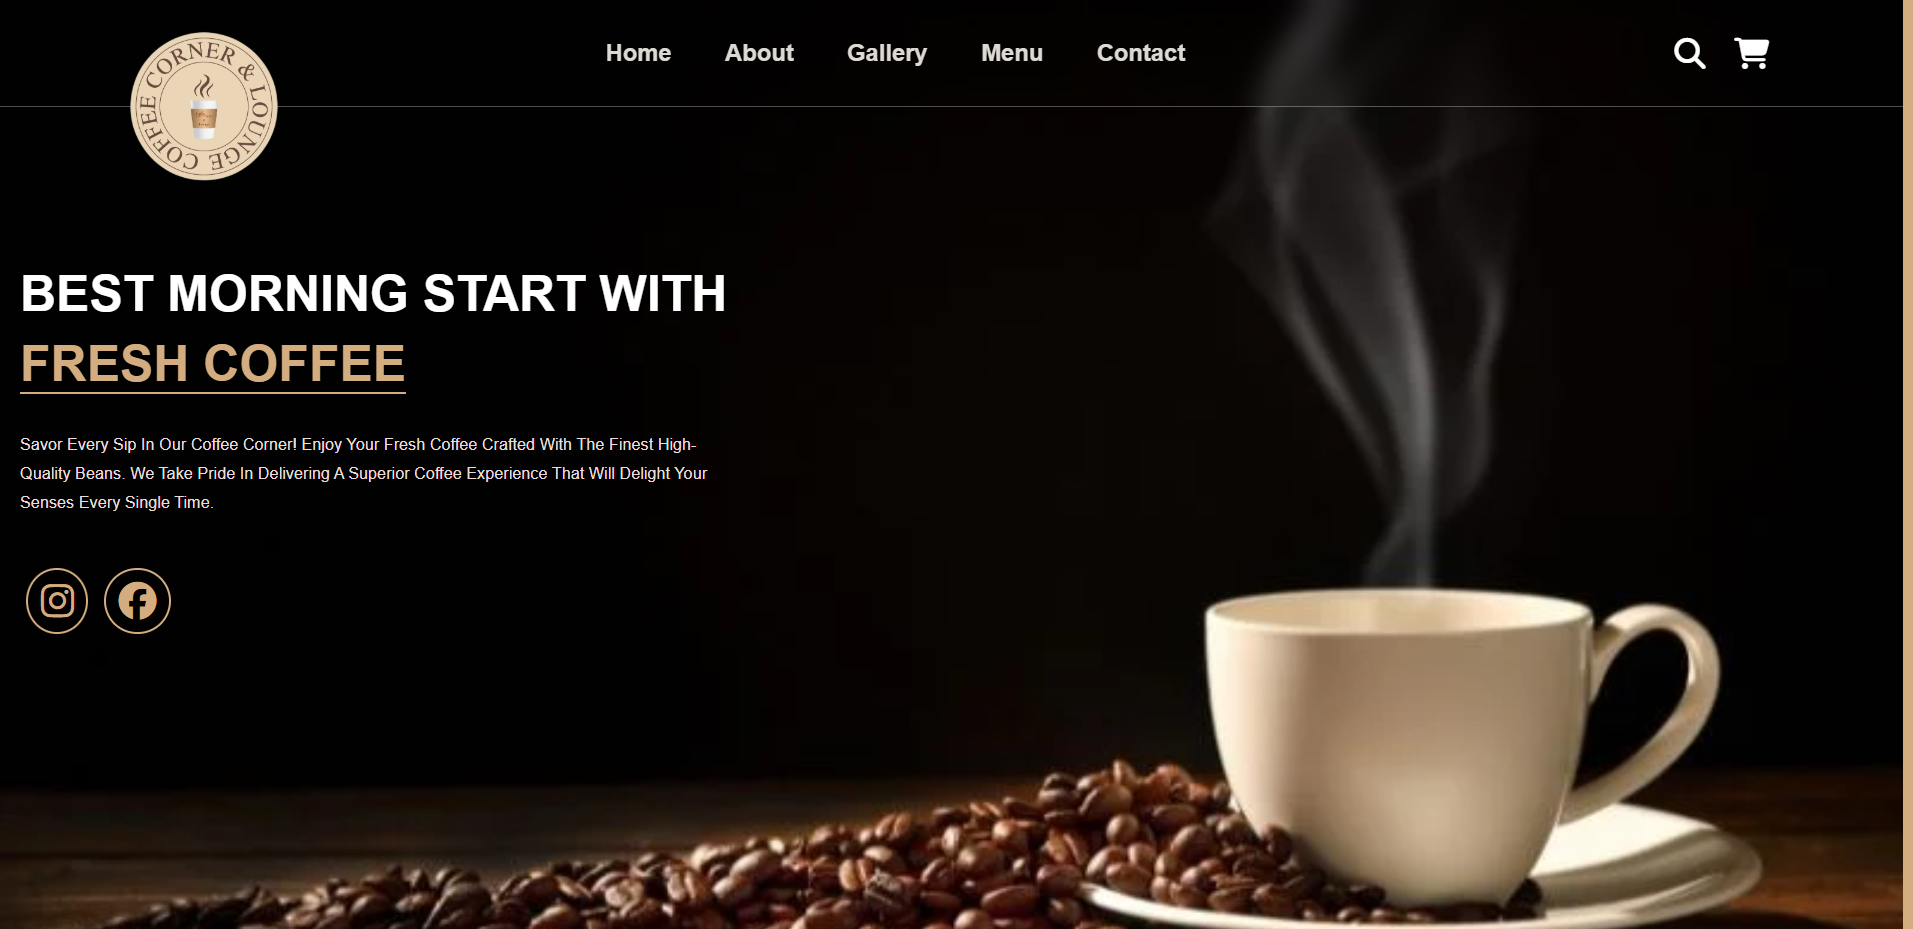 COFFEE CORNER & LOUNGE
Home About Gallery Menu Contact
BEST MORNING START WITH
FRESH COFFEE
Savor Every Sip In Our Coffee Corner! Enjoy Your Fresh Coffee Crafted With The Finest High-
Quality Beans. We Take Pride In Delivering A Superior Coffee Experience That Will Delight Your
Senses Every Single Time.